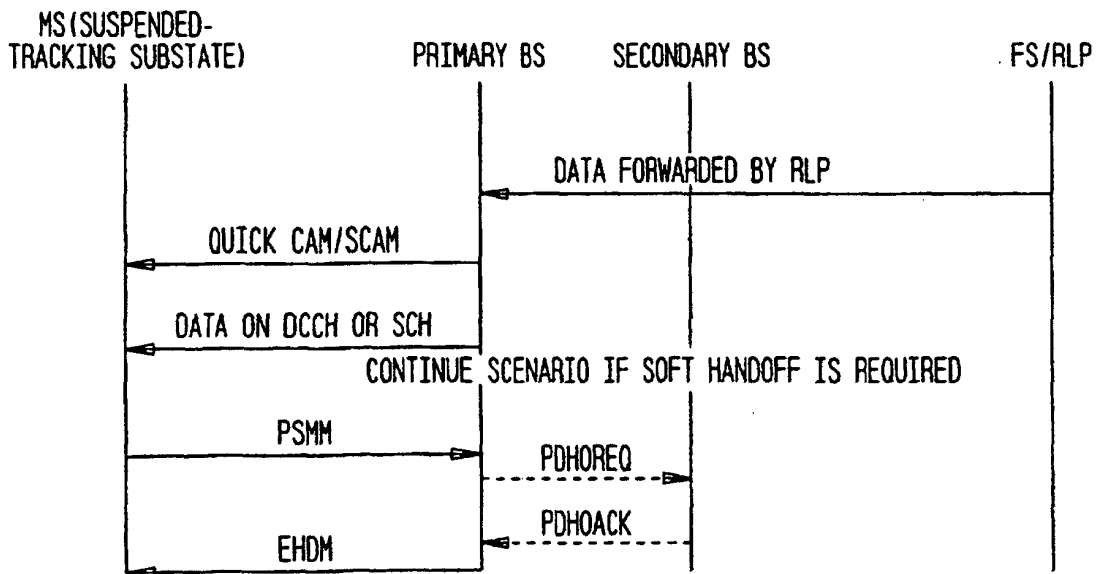 MS(SUSPENDED-
TRACKING SUBSTATE)
PRIMARY BS
SECONDARY BS
FS/RLP
DATA FORWARDED BY RLP
QUICK CAM/SCAM
DATA ON DCCH OR SCH
CONTINUE SCENARIO IF SOFT HANDOFF IS REQUIRED
PSMM
PDHOREQ
PDHOACK
EHDM